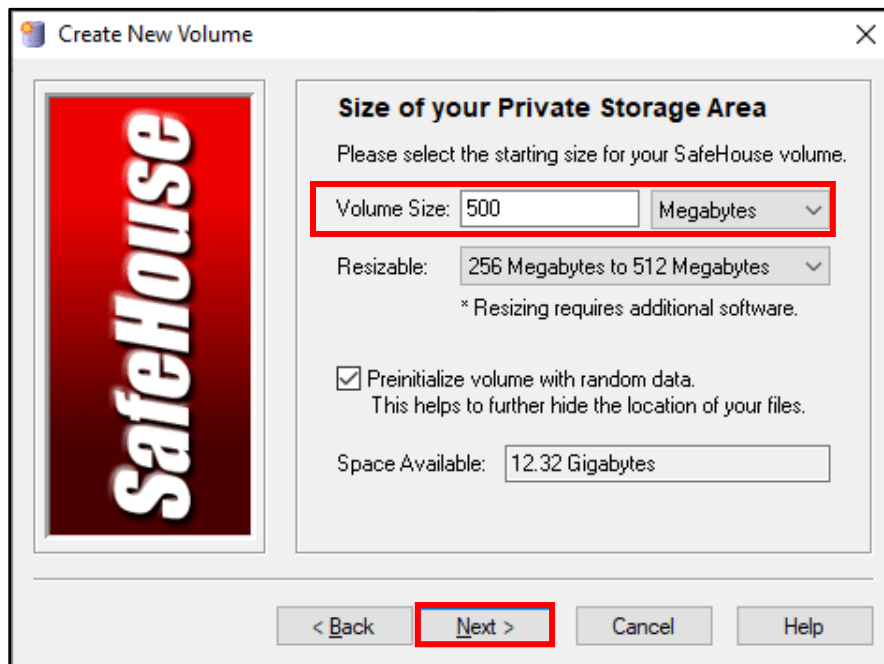 Create New Volume
SafeHouse
Size of your Private Storage Area
Please select the starting size for your SafeHouse volume.
Volume Size: 500 Megabytes
Resizable: 256 Megabytes to 512 Megabytes
* Resizing requires additional software.
Preinitialize volume with random data.
This helps to further hide the location of your files.
Space Available: 12.32 Gigabytes
< Back Next > Cancel Help